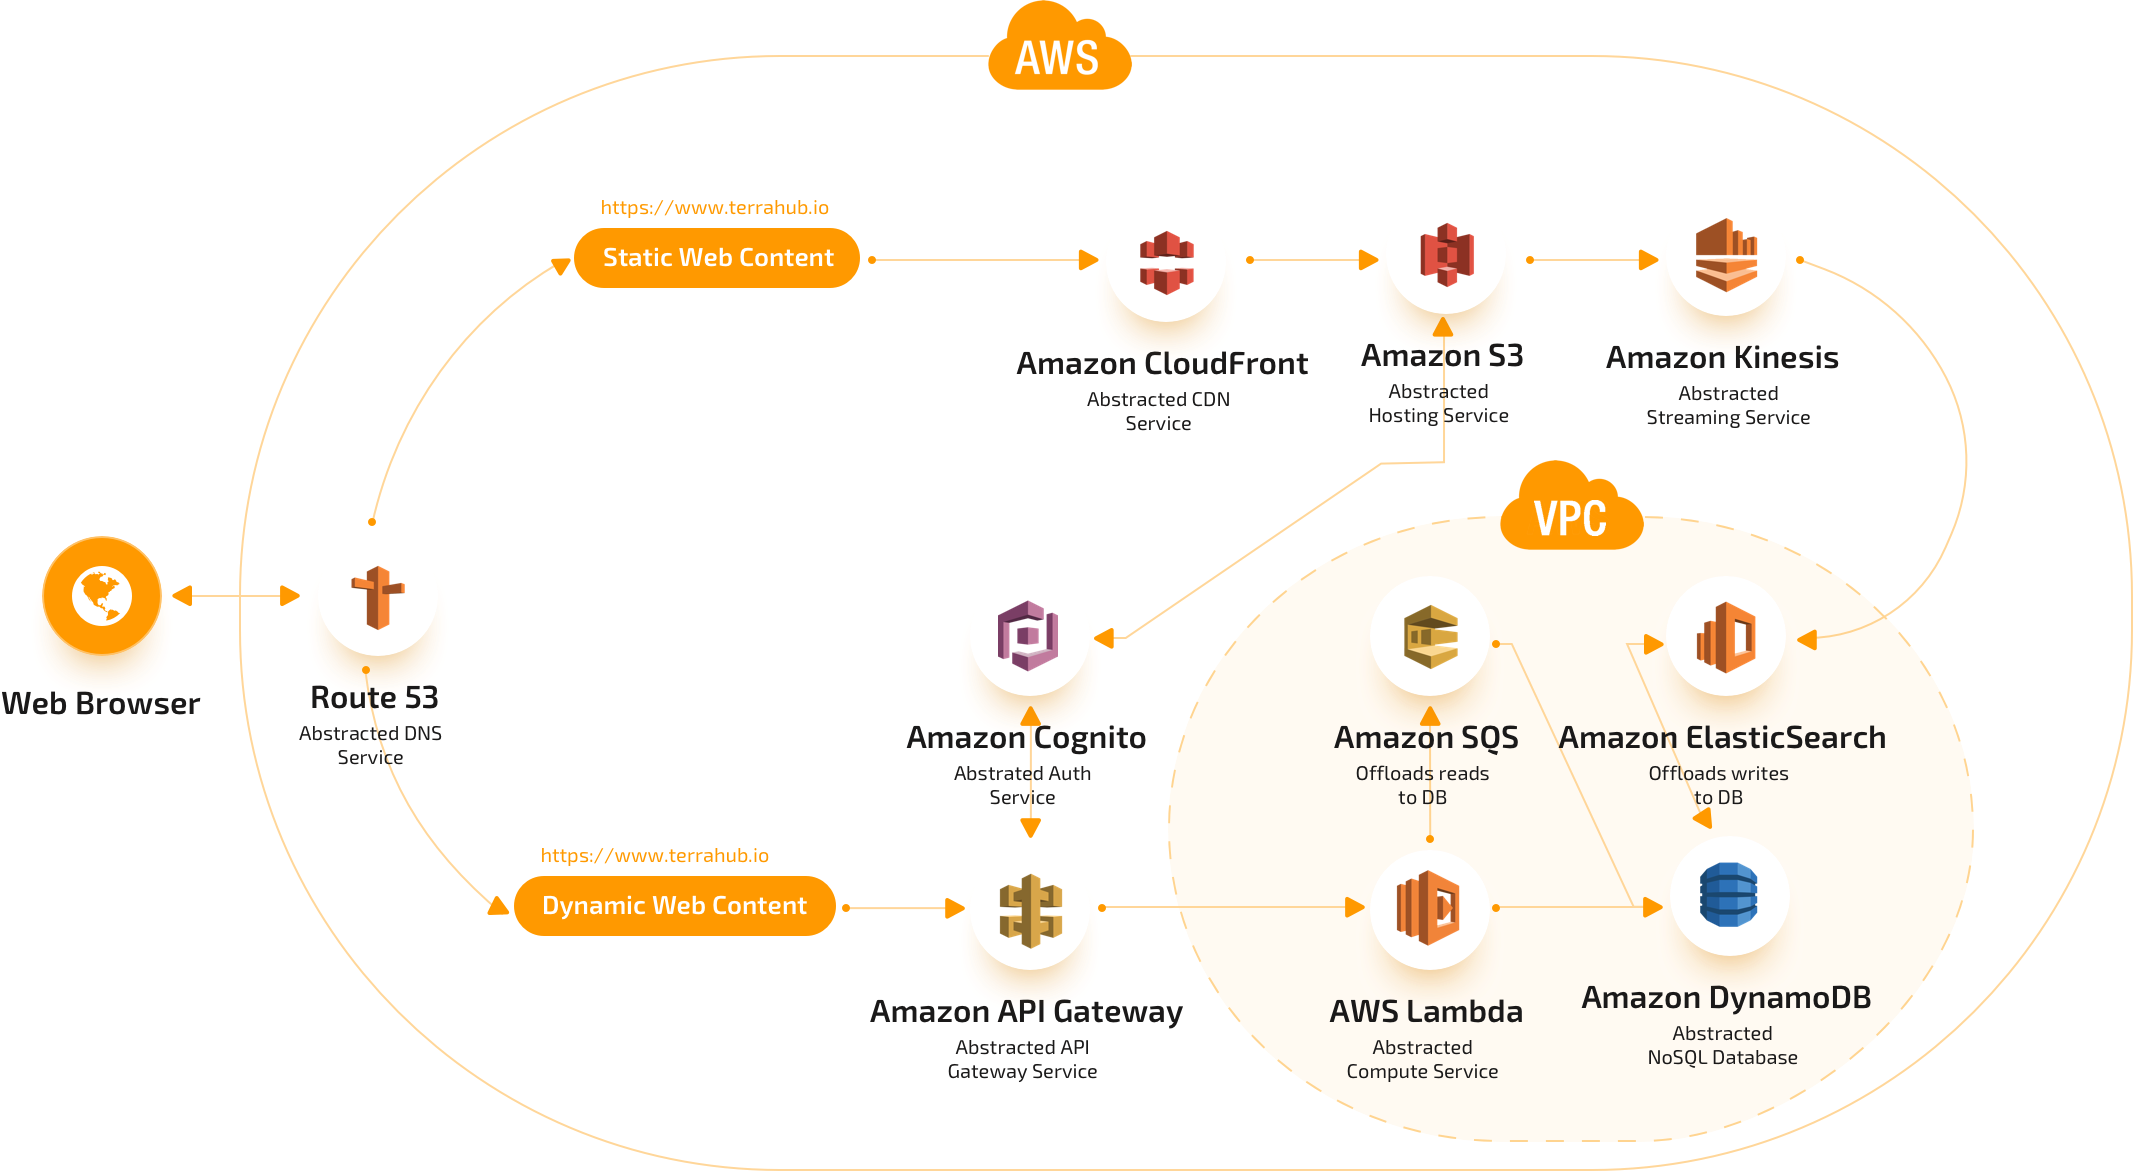 AWS
https://www.terrahub.io
Static Web Content
Amazon CloudFront
Abstracted CDN
Service
Amazon S3
Abstracted
Hosting Service
Amazon Kinesis
Abstracted
Streaming Service
VPC
Web Browser
Route 53
Abstracted DNS
Service
Amazon Cognito
Abstrated Auth
Service
Amazon SQS
Offloads reads
to DB
Amazon ElasticSearch
Offloads writes
to DB
https://www.terrahub.io
Dynamic Web Content
Amazon API Gateway
Abstracted API
Gateway Service
AWS Lambda
Abstracted
Compute Service
Amazon DynamoDB
Abstracted
NoSQL Database